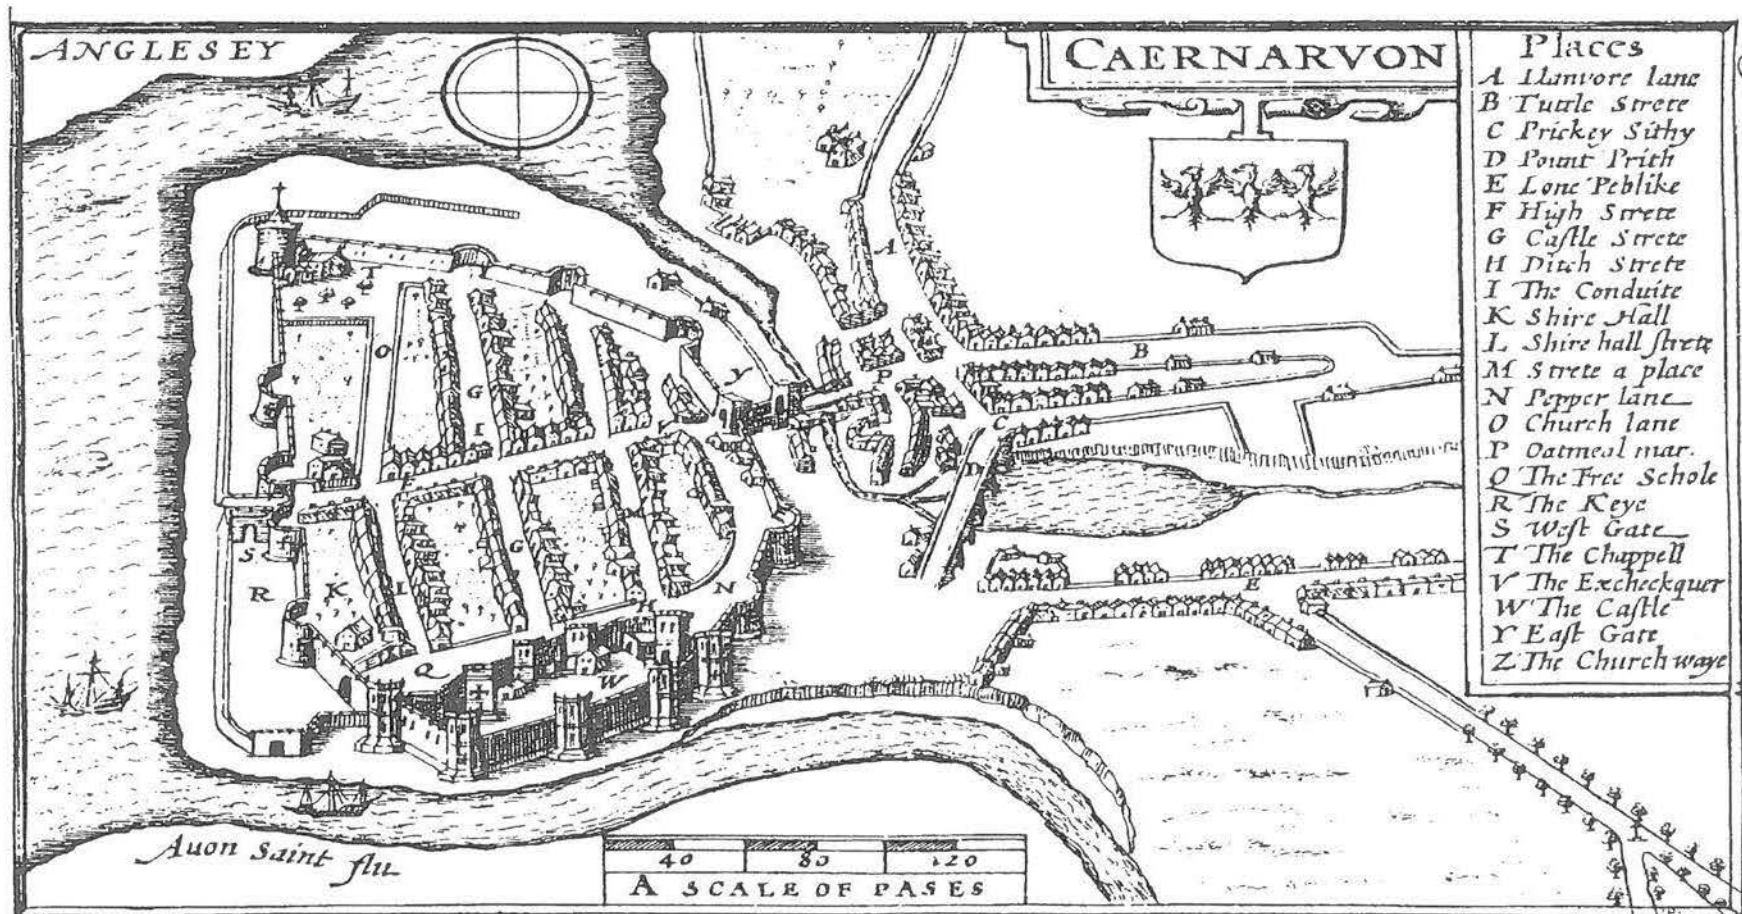 ANGLESEY
CAERNARVON
Places
A Llanvore lane
B Tuttle Strete
C Prickey Sithy
D Pount Prith
E Lone Peblike
F High Strete
G Castle Strete
H Ditch Strete
I The Conduite
K Shire Hall
L Shire hall strete
M Strete a place
N Pepper lane
O Church lane
P Oatmeal mar.
Q The Free Schole
R The Keye
S West Gate
T The Chappell
V The Excheckquer
W The Castle
Y East Gate
Z The Church waye
T
A
O
Y
P
B
G
I
C
D
F
M
G
S
R
K
L
N
H
E
Q
W
Avon Saint flu
40 80 120
A SCALE OF PASES